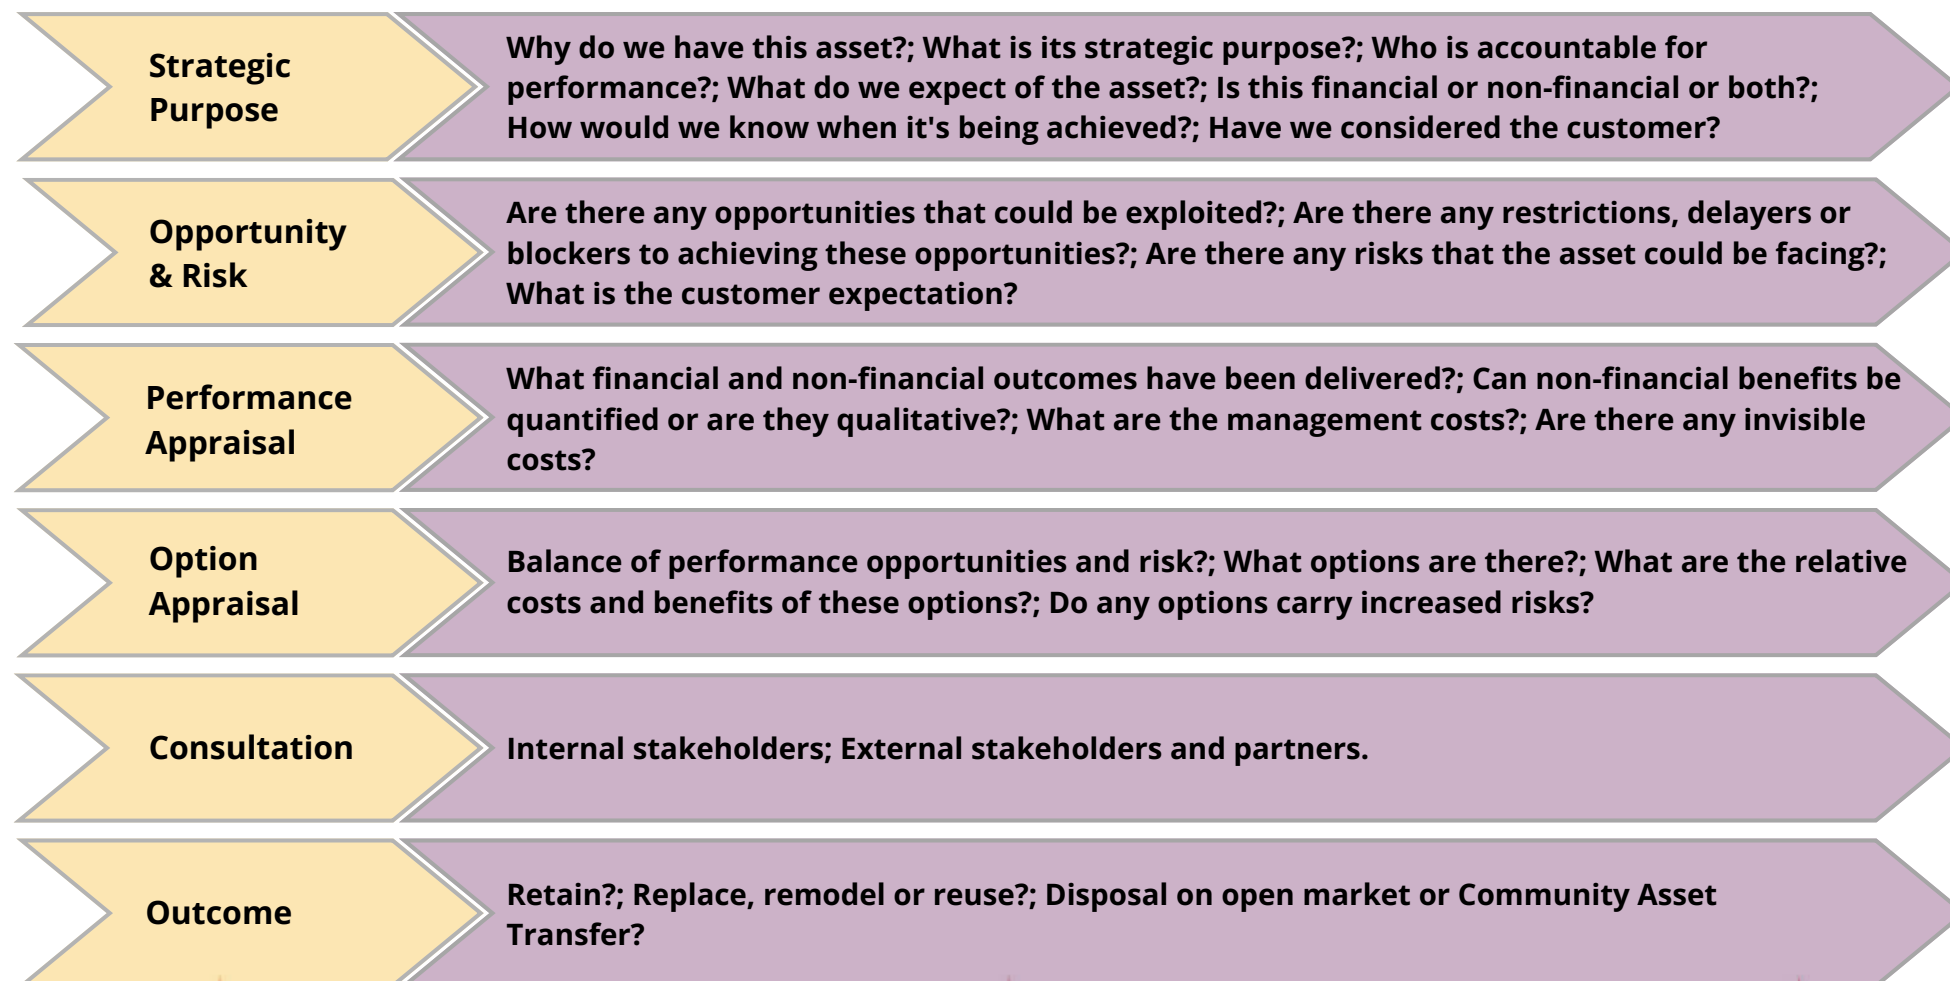 Strategic
Purpose
Why do we have this asset?; What is its strategic purpose?; Who is accountable for
performance?; What do we expect of the asset?; Is this financial or non-financial or both?;
How would we know when it's being achieved?; Have we considered the customer?
Opportunity
& Risk
Are there any opportunities that could be exploited?; Are there any restrictions, delayers or
blockers to achieving these opportunities?; Are there any risks that the asset could be facing?;
What is the customer expectation?
Performance
Appraisal
What financial and non-financial outcomes have been delivered?; Can non-financial benefits be
quantified or are they qualitative?; What are the management costs?; Are there any invisible
costs?
Option
Appraisal
Balance of performance opportunities and risk?; What options are there?; What are the relative
costs and benefits of these options?; Do any options carry increased risks?
Consultation
Internal stakeholders; External stakeholders and partners.
Outcome
Retain?; Replace, remodel or reuse?; Disposal on open market or Community Asset
Transfer?